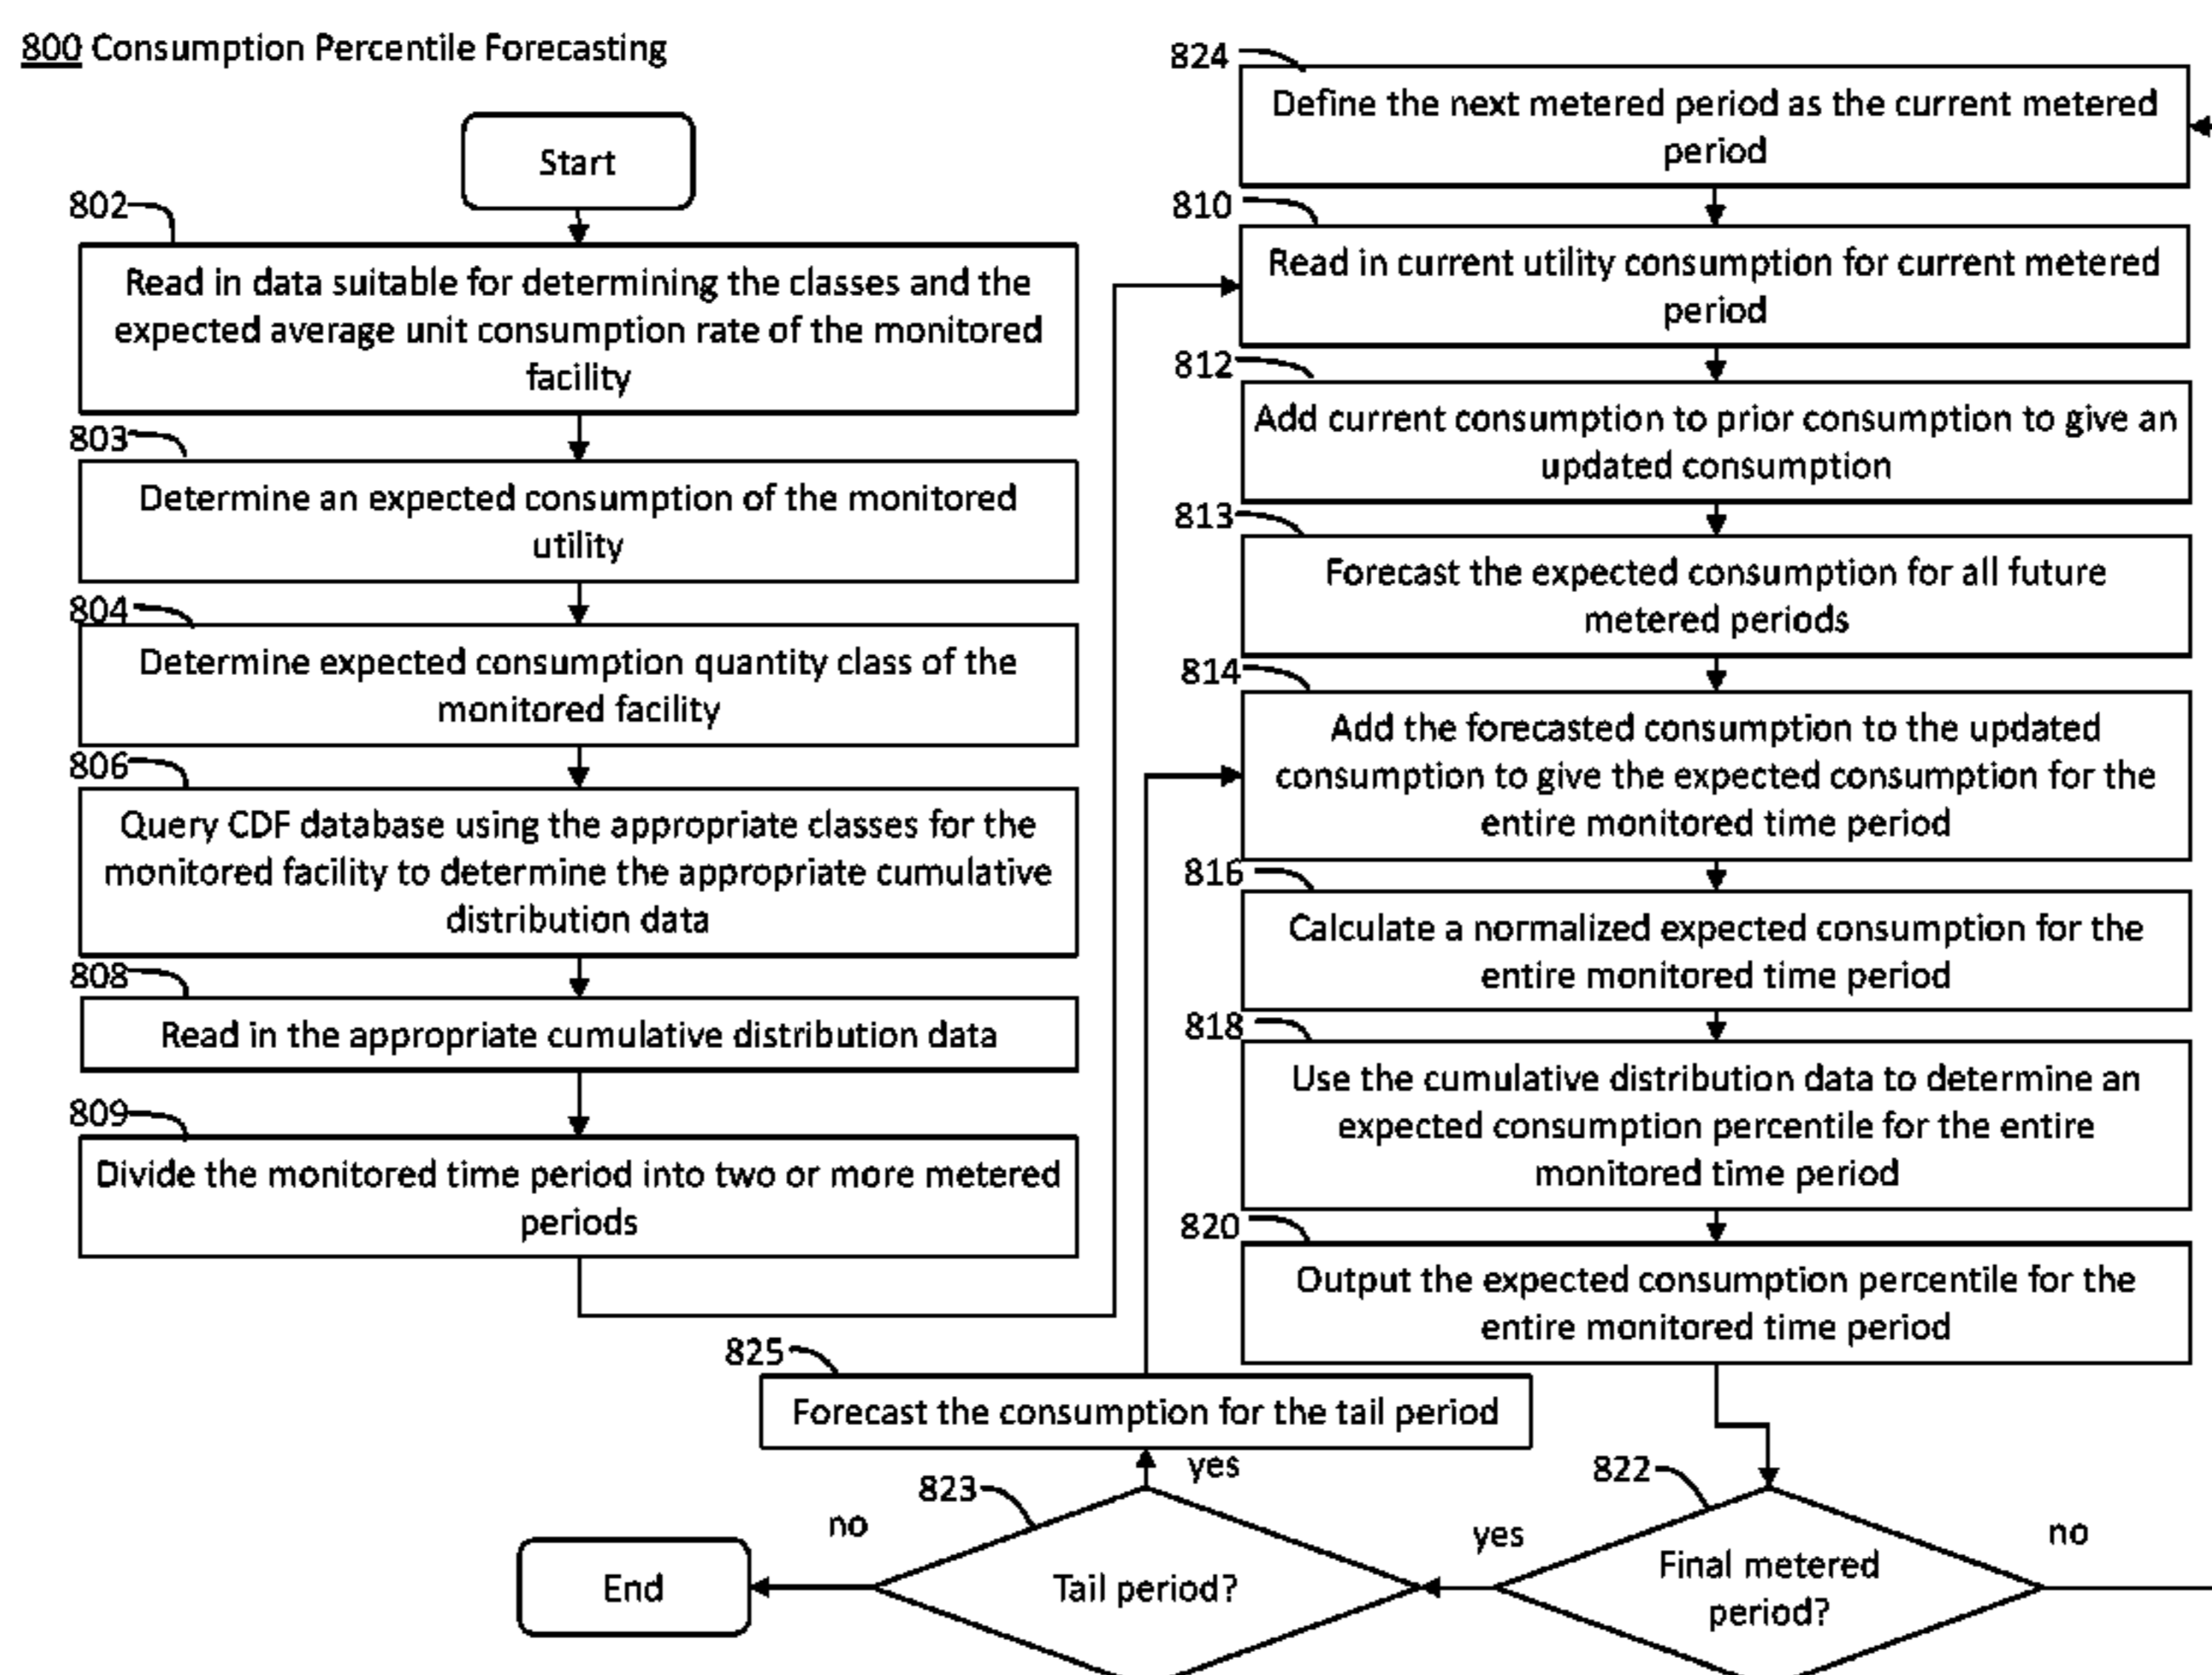 800 Consumption Percentile Forecasting
Start
802
Read in data suitable for determining the classes and the
expected average unit consumption rate of the monitored
facility
803
Determine an expected consumption of the monitored
utility
804
Determine expected consumption quantity class of the
monitored facility
806
Query CDF database using the appropriate classes for the
monitored facility to determine the appropriate cumulative
distribution data
808
Read in the appropriate cumulative distribution data
809
Divide the monitored time period into two or more metered
periods
824
Define the next metered period as the current metered
period
810
Read in current utility consumption for current metered
period
812
Add current consumption to prior consumption to give an
updated consumption
813
Forecast the expected consumption for all future
metered periods
814
Add the forecasted consumption to the updated
consumption to give the expected consumption for the
entire monitored time period
816
Calculate a normalized expected consumption for the
entire monitored time period
818
Use the cumulative distribution data to determine an
expected consumption percentile for the entire
monitored time period
820
Output the expected consumption percentile for the
entire monitored time period
822
Final metered
period?
no
yes
823
Tail period?
yes
825
Forecast the consumption for the tail period
no
End